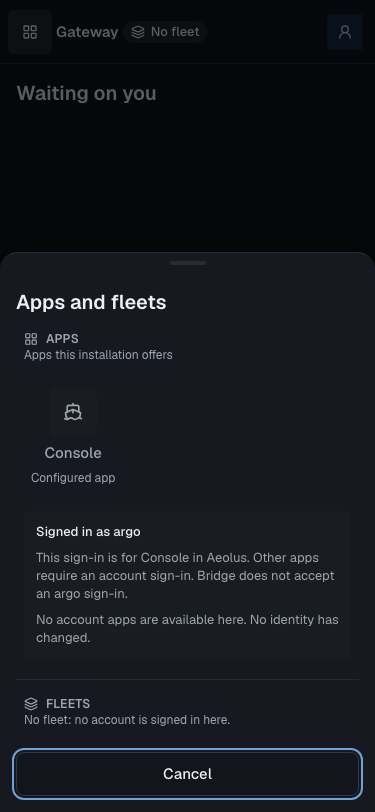 Gateway
No fleet
Waiting on you
Apps and fleets
APPS
Apps this installation offers
Console
Configured app
Signed in as argo
This sign-in is for Console in Aeolus. Other apps
require an account sign-in. Bridge does not accept
an argo sign-in.
No account apps are available here. No identity has
changed.
FLEETS
No fleet: no account is signed in here.
Cancel